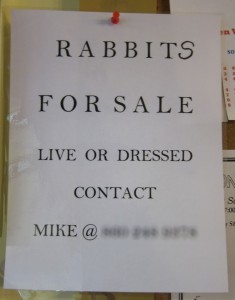 RABBITS
FOR SALE
LIVE OR DRESSED
CONTACT
MIKE @